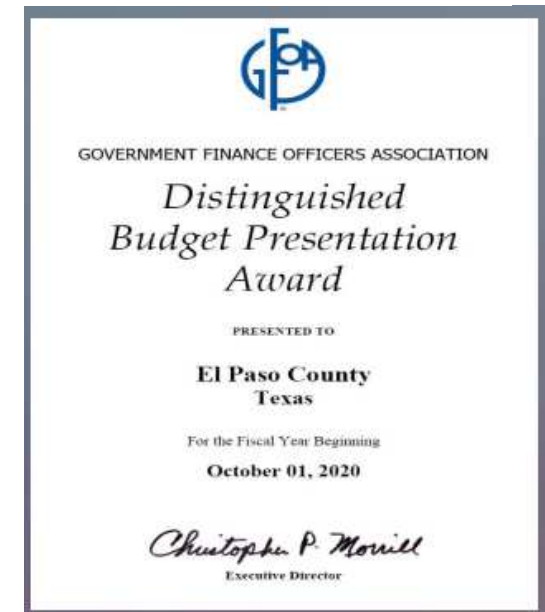 GFOA
GOVERNMENT FINANCE OFFICERS ASSOCIATION
Distinguished
Budget Presentation
Award
PRESENTED TO
El Paso County
Texas
For the Fiscal Year Beginning
October 01, 2020
Christopher P. Morrill
Executive Director